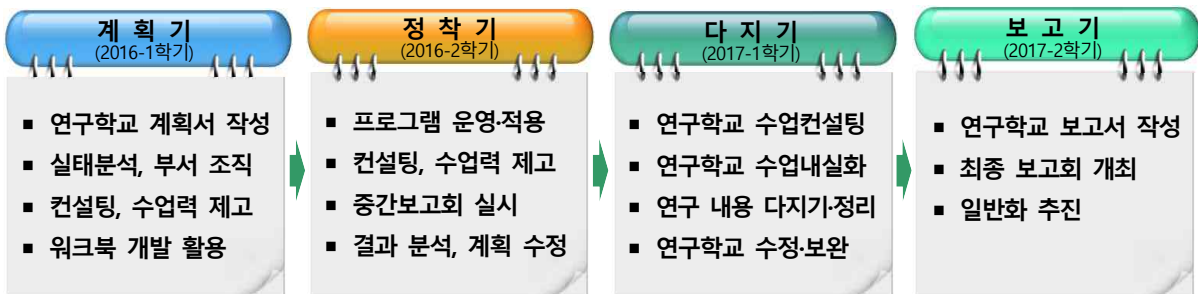 계 획 기
(2016-1학기)
▪ 연구학교 계획서 작성
▪ 실태분석, 부서 조직
▪ 컨설팅, 수업력 제고
▪ 워크북 개발 활용
정 착 기
(2016-2학기)
▪ 프로그램 운영·적용
▪ 컨설팅, 수업력 제고
▪ 중간보고회 실시
▪ 결과 분석, 계획 수정
다 지 기
(2017-1학기)
▪ 연구학교 수업컨설팅
▪ 연구학교 수업내실화
▪ 연구 내용 다지기·정리
▪ 연구학교 수정·보완
보 고 기
(2017-2학기)
▪ 연구학교 보고서 작성
▪ 최종 보고회 개최
▪ 일반화 추진